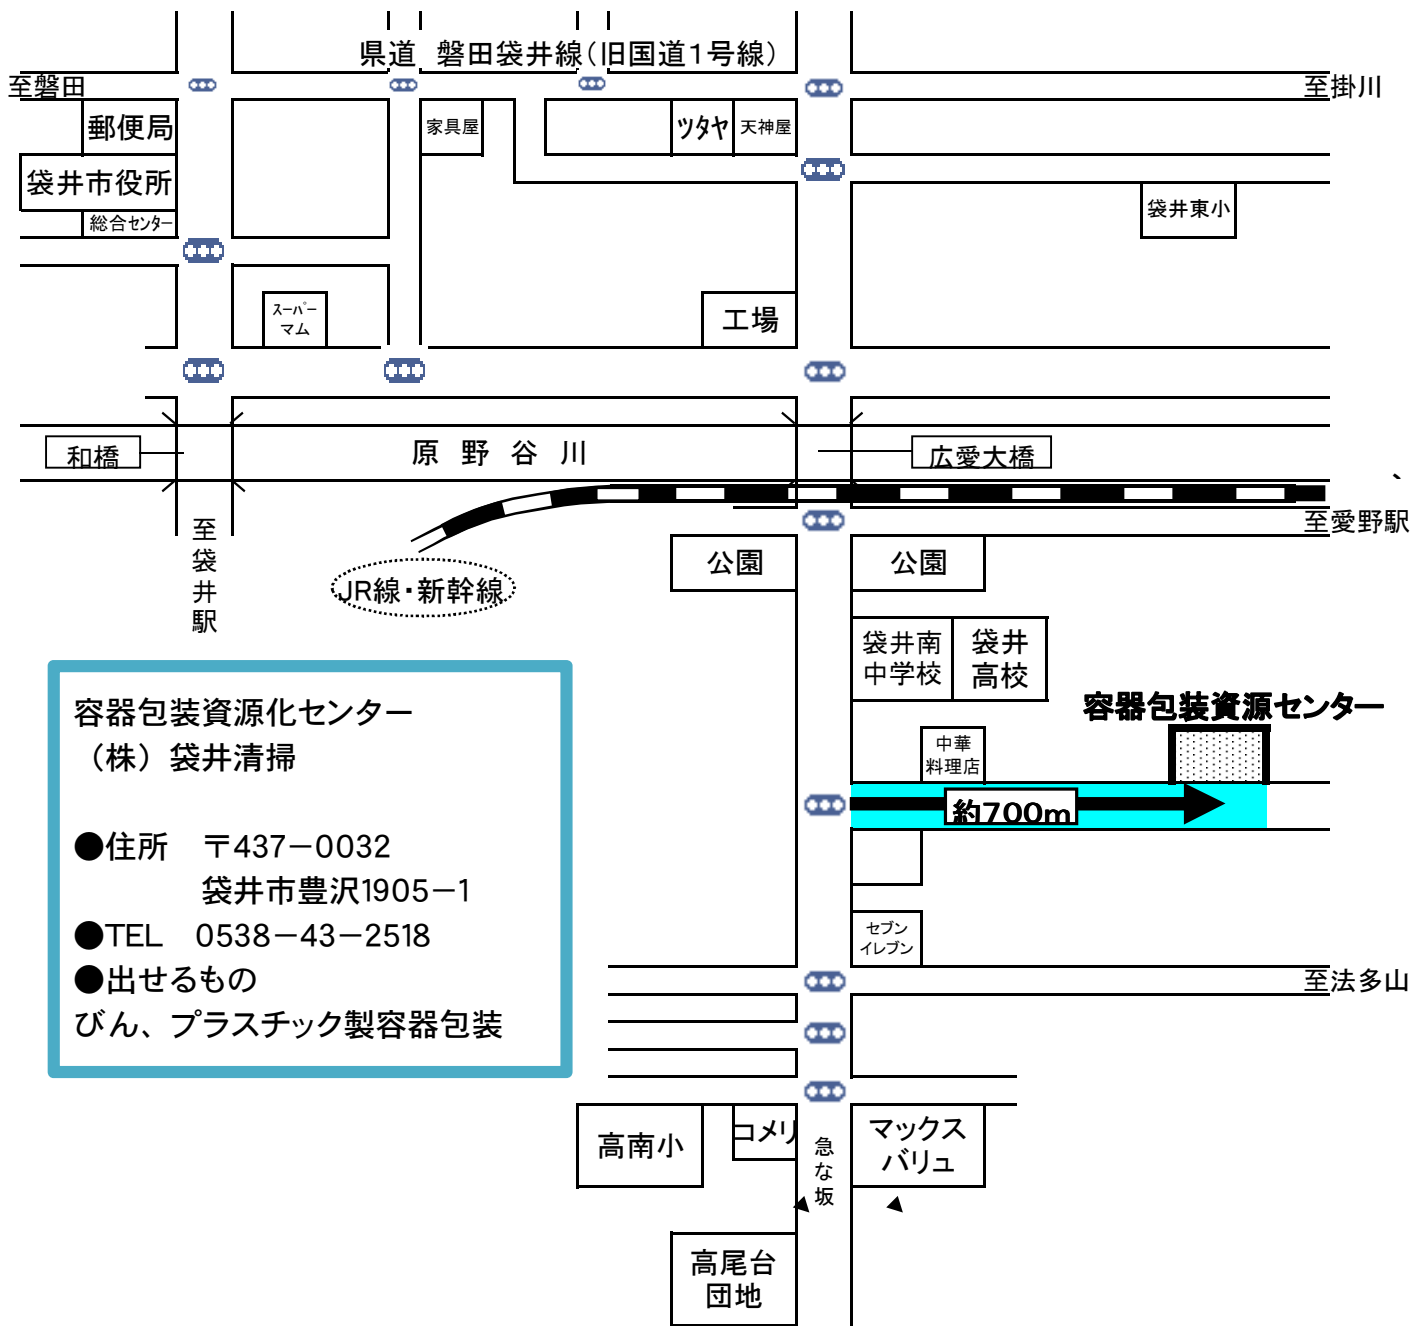 県道　磐田袋井線（旧国道1号線）
至磐田
至掛川
郵便局
家具屋
ツタヤ
天神屋
袋井市役所
袋井東小
総合センター
スーパー
マム
工場
和橋
原　野　谷　川
広愛大橋
至愛野駅
至袋井駅
公園
公園
JR線・新幹線
袋井南
中学校
袋井
高校
容器包装資源センター
中華
料理店
約700m
セブン
イレブン
至法多山
容器包装資源化センター
（株）袋井清掃
●住所　〒437－0032
袋井市豊沢1905－1
●TEL　0538－43－2518
●出せるもの
びん、プラスチック製容器包装
高南小
コメリ
急な坂
マックス
バリュ
高尾台
団地